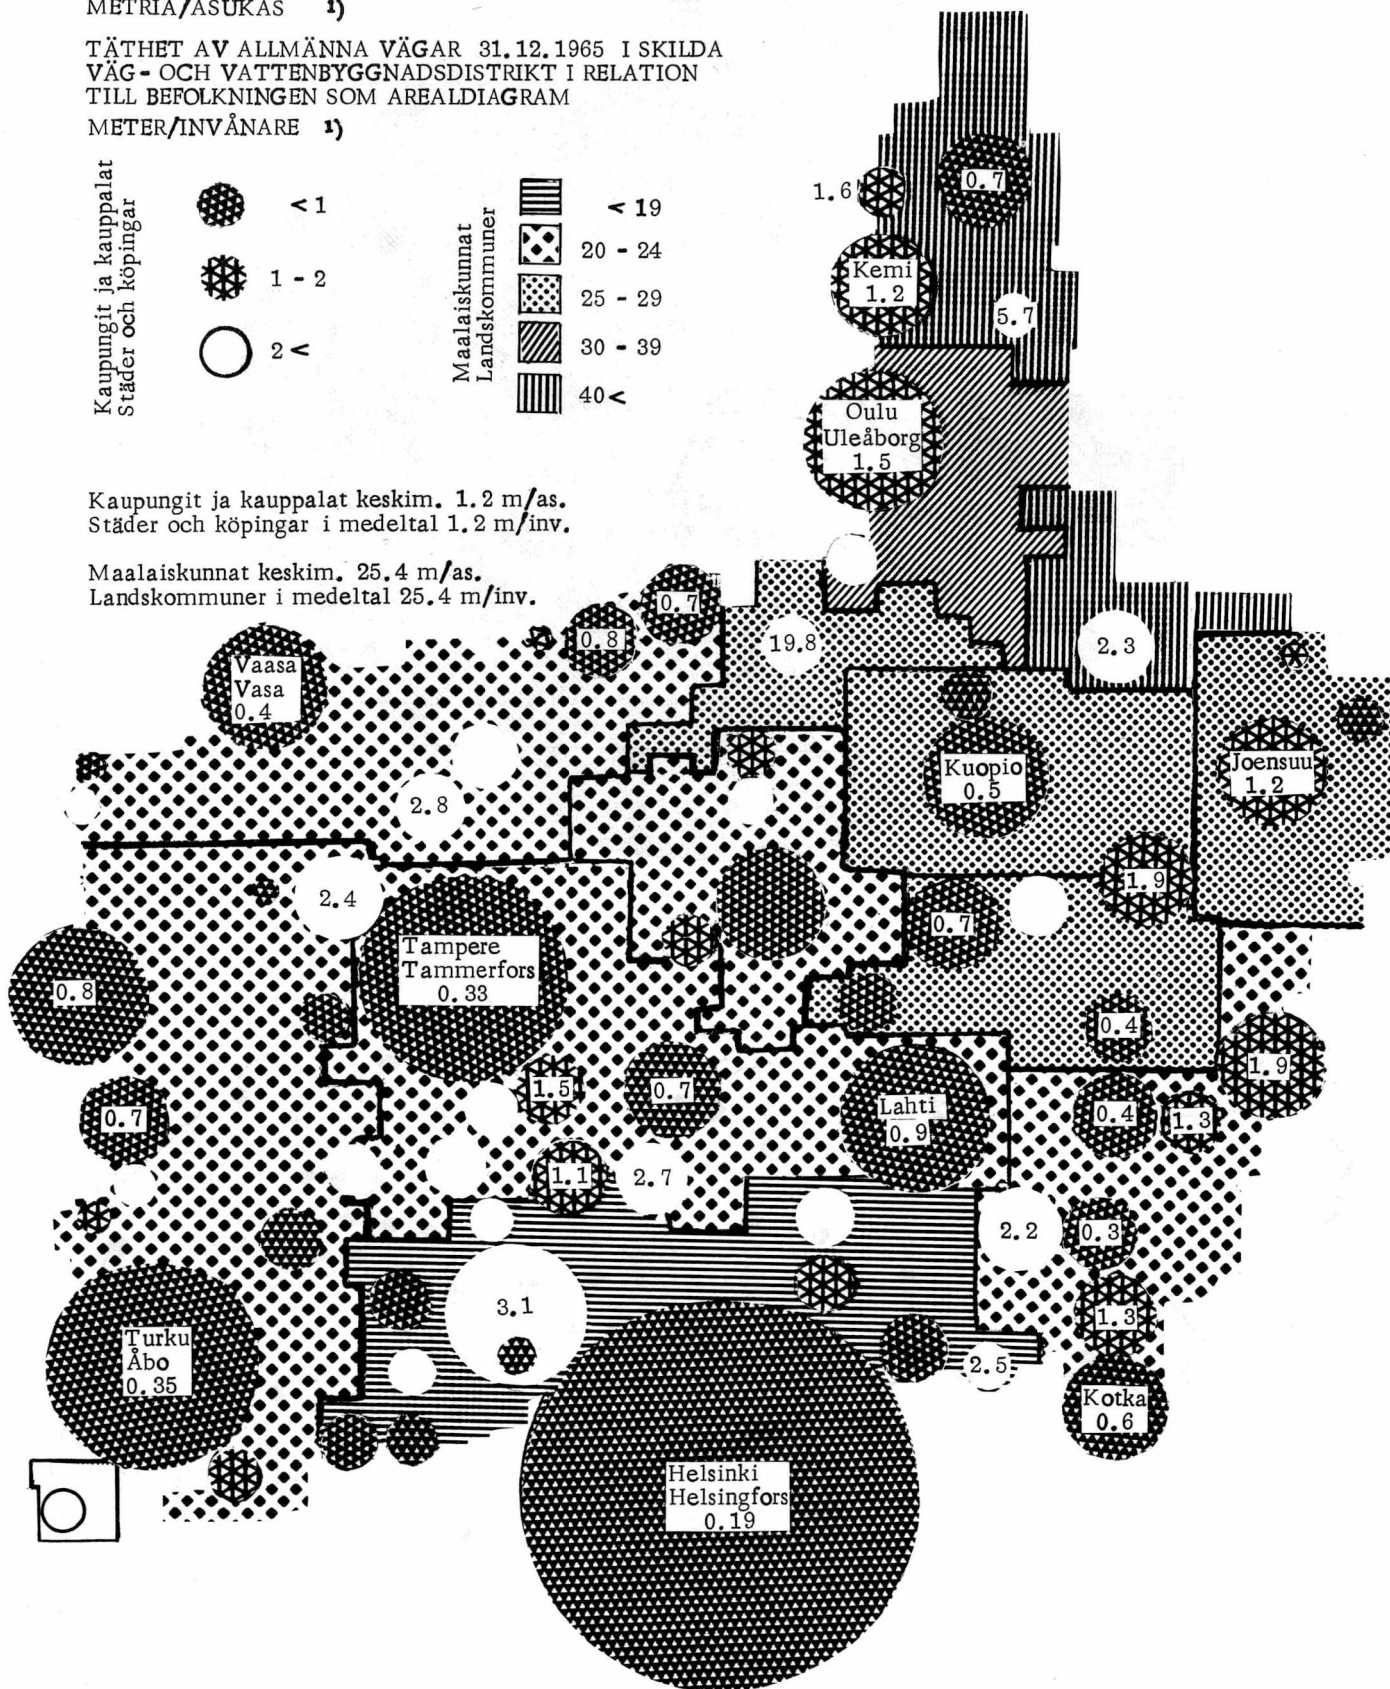 METRIA/ASUKAS 1)
TÄTHET AV ALLMÄNNA VÄGAR 31.12.1965 I SKILDA
VÄG- OCH VATTENBYGGNADSDISTRIKT I RELATION
TILL BEFOLKNINGEN SOM AREALDIAGRAM
METER/INVÅNARE 1)
Kaupungit ja kauppalat
Städer och köpingar
< 1
1 - 2
2 <
Maalaiskunnat
Landskommuner
< 19
20 - 24
25 - 29
30 - 39
40 <
Kaupungit ja kauppalat keskim. 1.2 m/as.
Städer och köpingar i medeltal 1.2 m/inv.
Maalaiskunnat keskim. 25.4 m/as.
Landskommuner i medeltal 25.4 m/inv.
1.6
0.7
Kemi
1.2
5.7
Oulu
Uleåborg
1.5
0.7
0.8
19.8
2.3
Vaasa
Vasa
0.4
2.8
Kuopio
0.5
Joensuu
1.2
2.4
1.9
0.7
Tampere
Tammerfors
0.33
0.8
0.4
1.9
1.5
0.7
0.7
Lahti
0.9
0.4
1.3
1.1
2.7
2.2
0.3
3.1
1.3
2.5
Turku
Åbo
0.35
Kotka
0.6
Helsinki
Helsingfors
0.19